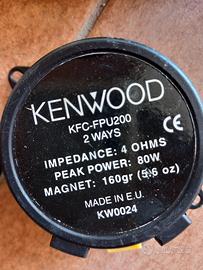 KENWOOD
KFC-FPU200
2 WAYS
CE
IMPEDANCE: 4 OHMS
PEAK POWER: 80W
MAGNET: 160gr (5.6 oz)
MADE IN E.U.
KW0024